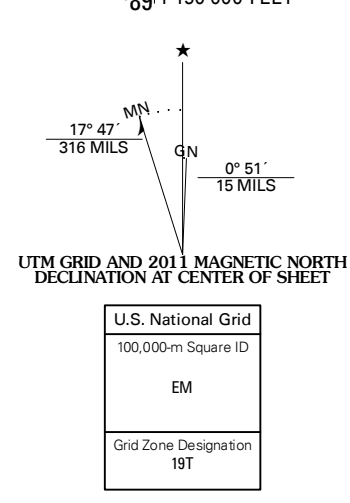 ⁵89
MN
17° 47´
316 MILS
GN
0° 51´
15 MILS
UTM GRID AND 2011 MAGNETIC NORTH
DECLINATION AT CENTER OF SHEET
U.S. National Grid
100,000-m Square ID
EM
Grid Zone Designation
19T